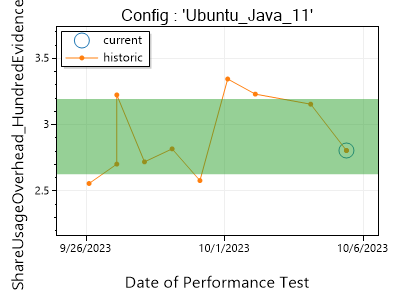 Config : 'Ubuntu_Java_11'
current
historic
ShareUsageOverhead_HundredEvidence
3.5
3
2.5
9/26/2023
10/1/2023
10/6/2023
Date of Performance Test